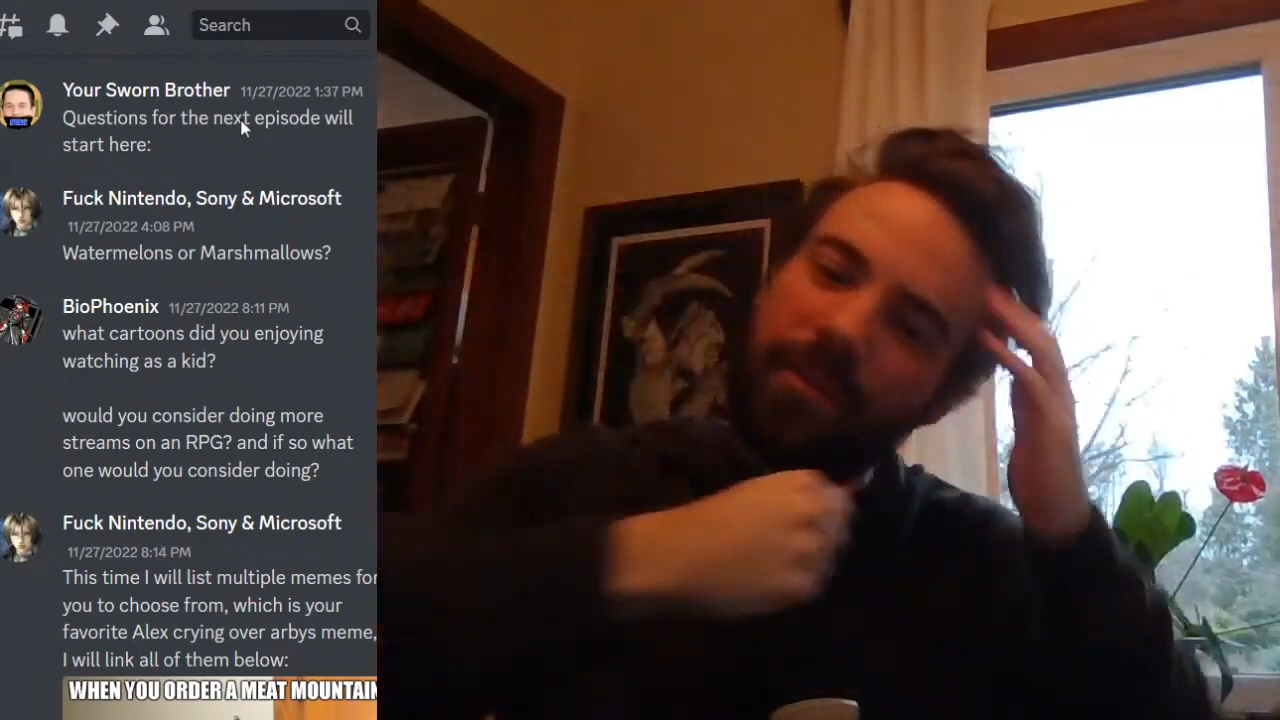 Search
Your Sworn Brother 11/27/2022 1:37 PM
Questions for the next episode will
start here:
Fuck Nintendo, Sony & Microsoft
11/27/2022 4:08 PM
Watermelons or Marshmallows?
BioPhoenix 11/27/2022 8:11 PM
what cartoons did you enjoying
watching as a kid?
would you consider doing more
streams on an RPG? and if so what
one would you consider doing?
Fuck Nintendo, Sony & Microsoft
11/27/2022 8:14 PM
This time I will list multiple memes for
you to choose from, which is your
favorite Alex crying over arbys meme,
I will link all of them below:
WHEN YOU ORDER A MEAT MOUNTAIN